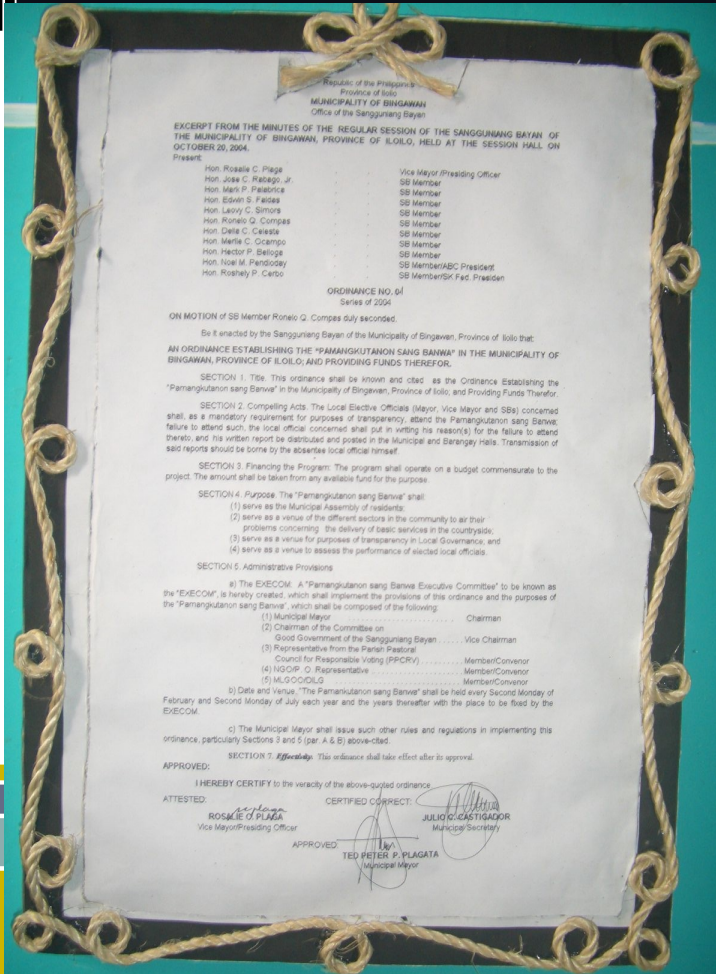 Republic of the Philippines
Province of Iloilo
MUNICIPALITY OF BINGAWAN
Office of the Sangguniang Bayan
EXCERPT FROM THE MINUTES OF THE REGULAR SESSION OF THE SANGGUNIANG BAYAN OF
THE MUNICIPALITY OF BINGAWAN, PROVINCE OF ILOILO, HELD AT THE SESSION HALL ON
OCTOBER 20, 2004.
Present:
Hon. Rosalie C. Plaga . Vice Mayor /Presiding Officer
Hon. Jose C. Rabago, Jr. . SB Member
Hon. Mark P. Palabrica . SB Member
Hon. Edwin S. Faldas . SB Member
Hon. Leovy C. Simora . SB Member
Hon. Ronelo Q. Compas . SB Member
Hon. Delia C. Celeste . SB Member
Hon. Merlie C. Ocampo . SB Member
Hon. Hector P. Belloga . SB Member
Hon. Noel M. Pendioday . SB Member/ABC President
Hon. Roshely P. Cerbo . SB Member/SK Fed. Presiden
ORDINANCE NO. 01
Series of 2004
ON MOTION of SB Member Ronelo Q. Compas duly seconded.
Be it enacted by the Sangguniang Bayan of the Municipality of Bingawan, Province of Iloilo that:
AN ORDINANCE ESTABLISHING THE "PAMANGKUTANON SANG BANWA" IN THE MUNICIPALITY OF
BINGAWAN, PROVINCE OF ILOILO; AND PROVIDING FUNDS THEREFOR.
SECTION 1. Title. This ordinance shall be known and cited as the Ordinance Establishing the
"Pamangkutanon sang Banwa" in the Municipality of Bingawan, Province of Iloilo; and Providing Funds Therefor.
SECTION 2. Compelling Acts. The Local Elective Officials (Mayor, Vice Mayor and SBs) concerned
shall, as a mandatory requirement for purposes of transparency, attend the Pamangkutanon sang Banwa;
failure to attend such, the local official concerned shall put in writting his reason(s) for the failure to attend
thereto, and his written report be distributed and posted in the Municipal and Barangay Halls. Transmission of
said reports should be borne by the absentee local official himself.
SECTION 3. Financing the Program: The program shall operate on a budget commensurate to the
project. The amount shall be taken from any available fund for the purpose.
SECTION 4. Purpose. The "Pamangkutanon sang Banwa" shall:
(1) serve as the Municipal Assembly of residents;
(2) serve as a venue of the different sectors in the community to air their
problems concerning the delivery of basic services in the countryside;
(3) serve as a venue for purposes of transparency in Local Governance; and
(4) serve as a venue to assess the performance of elected local officials.
SECTION 5. Administrative Provisions
a) The EXECOM. A "Pamangkutanon sang Banwa Executive Committee" to be known as
the "EXECOM", is hereby created, which shall implement the provisions of this ordinance and the purposes of
the "Pamangkutanon sang Banwa", which shall be composed of the following:
(1) Municipal Mayor . . . . . . . . . . . . . . . . . . . . Chairman
(2) Chairman of the Committee on
Good Government of the Sangguniang Bayan . . . . . . Vice Chairman
(3) Representative from the Parish Pastoral
Council for Responsible Voting (PPCRV) . . . . . . . . . Member/Convenor
(4) NGO/P. O. Representative . . . . . . . . . . . . . . . . . Member/Convenor
(5) MLGOO/DILG . . . . . . . . . . . . . . . . . . . . Member/Convenor
b) Date and Venue, "The Pamankutanon sang Banwa" shall be held every Second Monday of
February and Second Monday of July each year and the years thereafter with the place to be fixed by the
EXECOM.
c) The Municipal Mayor shall issue such other rules and regulations in implementing this
ordinance, particularly Sections 3 and 5 (par. A & B) above-cited.
SECTION 7. Effectivity. This ordinance shall take effect after its approval.
APPROVED:
I HEREBY CERTIFY to the veracity of the above-quoted ordinance
ATTESTED: CERTIFIED CORRECT:
ROSALIE C. PLAGA JULIO C. CASTIGADOR
Vice Mayor/Presiding Officer Municipal Secretary
APPROVED:
TED PETER P. PLAGATA
Municipal Mayor